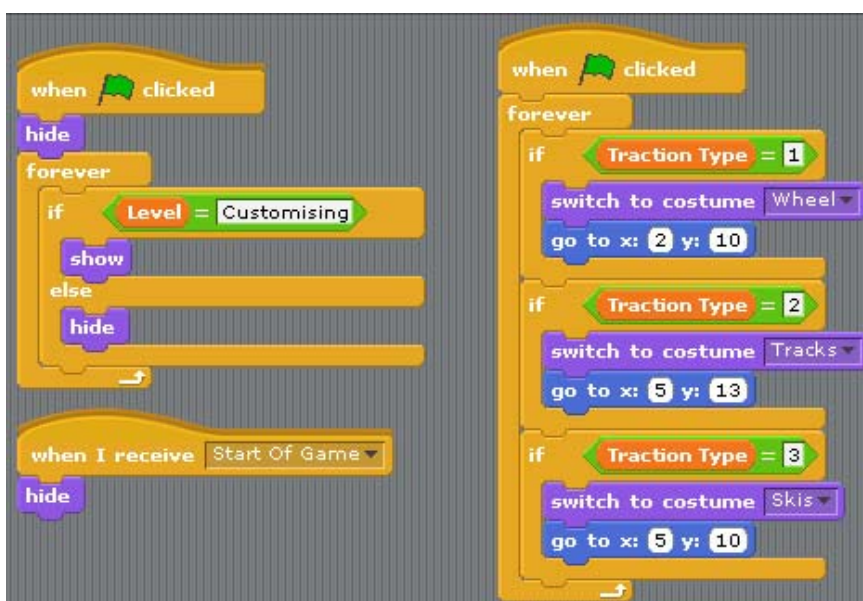 when clicked
hide
forever
if Level = Customising
show
else
hide
when I receive Start Of Game
hide
when clicked
forever
if Traction Type = 1
switch to costume Wheel
go to x: 2 y: 10
if Traction Type = 2
switch to costume Tracks
go to x: 5 y: 13
if Traction Type = 3
switch to costume Skis
go to x: 5 y: 10